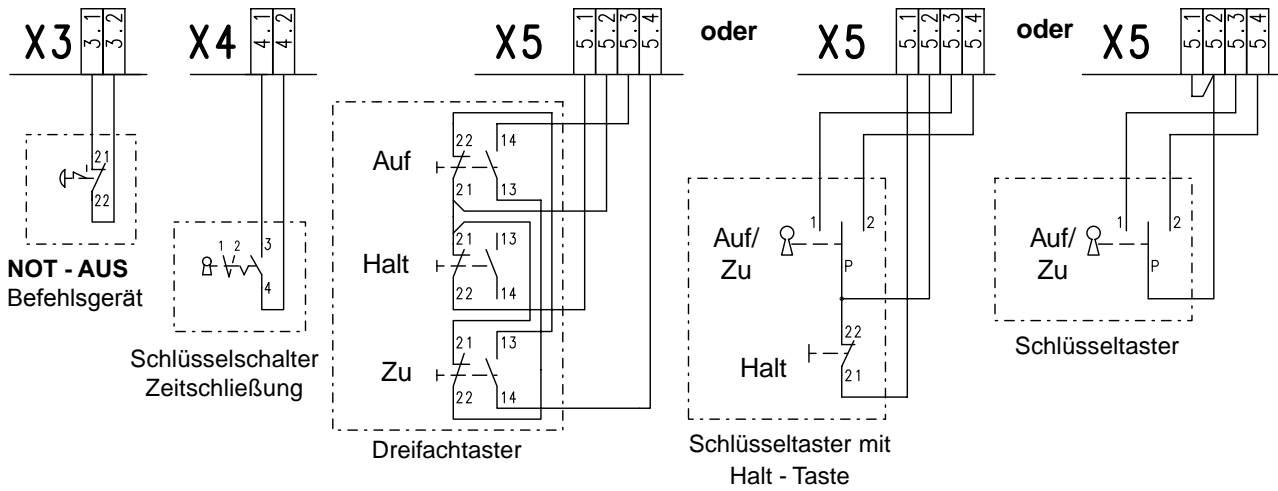 X3 3.1 3.2
X4 4.1 4.2
X5 5.1 5.2 5.3 5.4
oder
X5 5.1 5.2 5.3 5.4
oder
X5 5.1 5.2 5.3 5.4
21
22
NOT - AUS
Befehlsgerät
1 2 3
4
Schlüsselschalter
Zeitschließung
22 14
Auf
21 13
21 13
Halt
22 14
21 13
Zu
22 14
Dreifachtaster
1 2
Auf/
Zu
P
22
Halt
21
Schlüsseltaster mit
Halt - Taste
1 2
Auf/
Zu
P
Schlüsseltaster